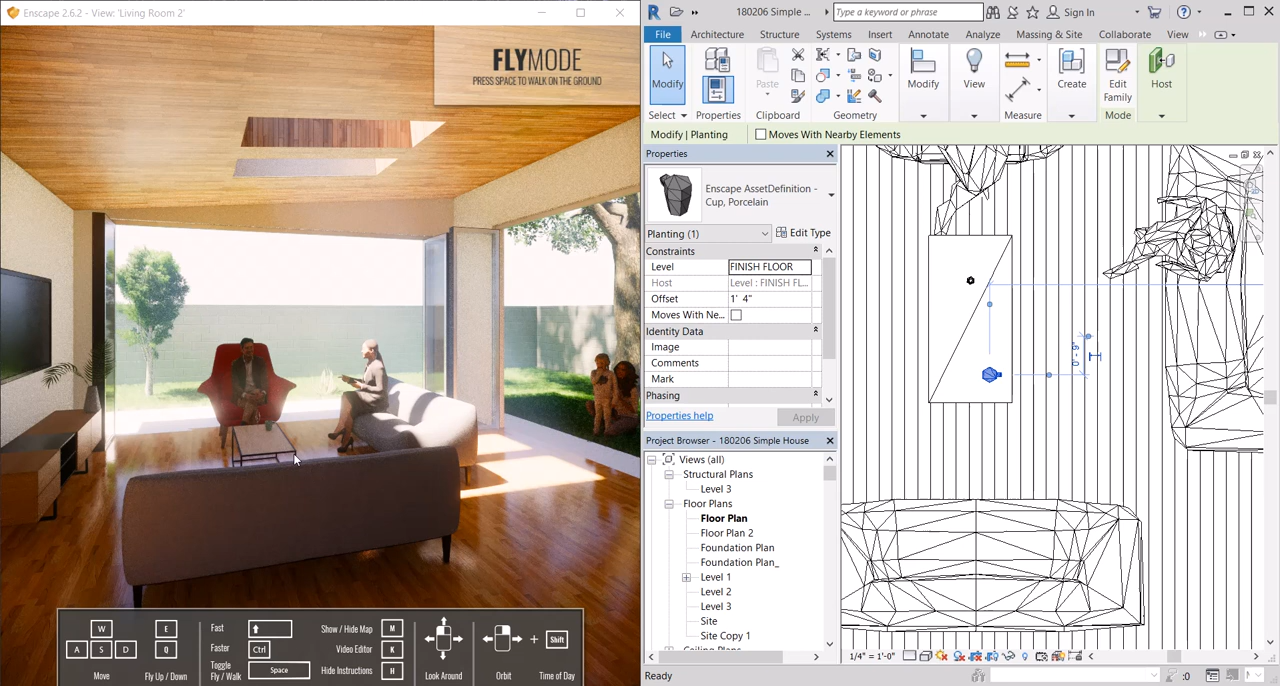 Enscape 2.6.2 - View: 'Living Room 2'
FLYMODE
PRESS SPACE TO WALK ON THE GROUND
W
E
A
S
D
Q
Move
Fly Up / Down
Fast
Faster
Ctrl
Toggle
Fly / Walk
Space
Show / Hide Map
M
Video Editor
K
Hide Instructions
H
Look Around
Orbit
+
Shift
Time of Day
180206 Simple ...
Type a keyword or phrase
Sign In
File
Architecture
Structure
Systems
Insert
Annotate
Analyze
Massing & Site
Collaborate
View
Modify
Select
Properties
Paste
Clipboard
Geometry
Modify
View
Measure
Create
Edit
Family
Mode
Host
Modify | Planting
Moves With Nearby Elements
Properties
Enscape AssetDefinition -
Cup, Porcelain
Planting (1)
Edit Type
Constraints
Level
FINISH FLOOR
Host
Level : FINISH FL...
Offset
1' 4"
Moves With Ne...
Identity Data
Image
Comments
Mark
Phasing
Properties help
Apply
Project Browser - 180206 Simple House
Views (all)
Structural Plans
Level 3
Floor Plans
Floor Plan
Floor Plan 2
Foundation Plan
Foundation Plan_
Level 1
Level 2
Level 3
Site
Site Copy 1
0' - 9"
1/4" = 1'-0"
Ready
:0